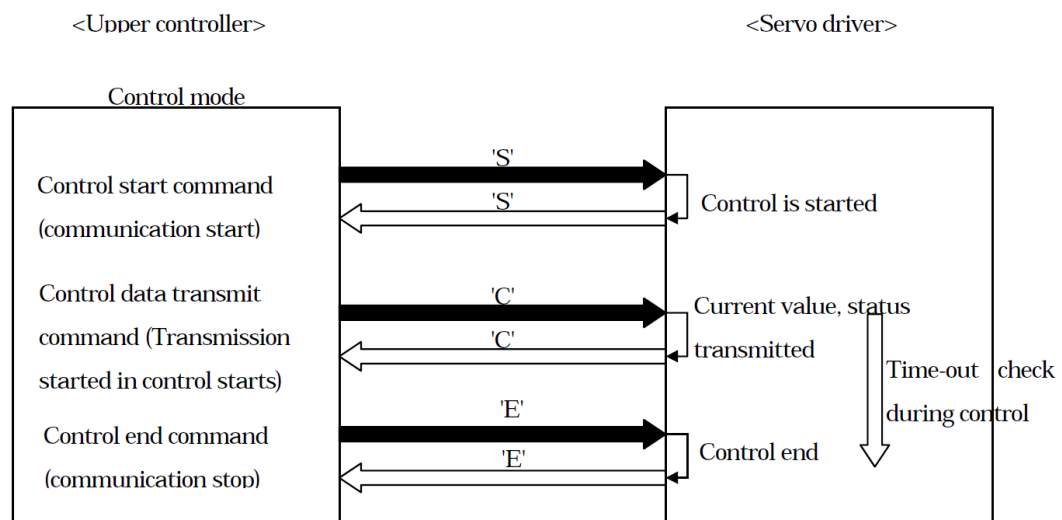 <Upper controller>
<Servo driver>
Control mode
'S'
Control start command
(communication start)
'S'
Control is started
Control data transmit
command (Transmission
started in control starts)
'C'
'C'
Current value, status
transmitted
Time-out check
during control
Control end command
(communication stop)
'E'
'E'
Control end